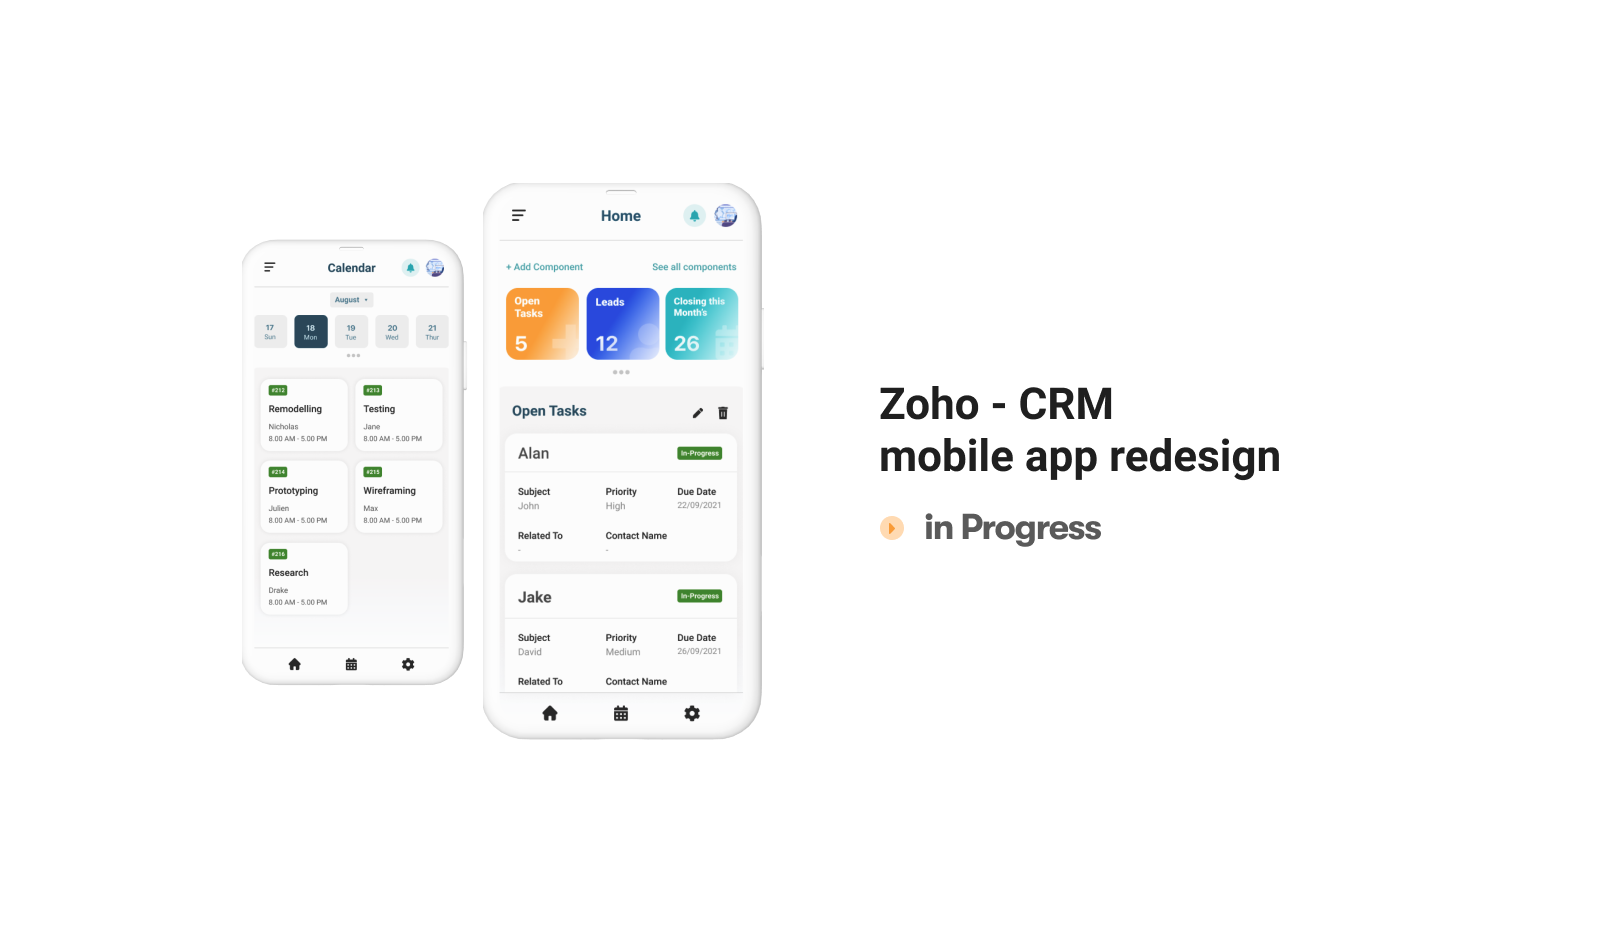 Calendar
August
17 18 19 20 21
Sun Mon Tue Wed Thur
#212 #213
Remodelling Testing
Nicholas Jane
8.00 AM - 5.00 PM 8.00 AM - 5.00 PM
#214 #215
Prototyping Wireframing
Julien Max
8.00 AM - 5.00 PM 8.00 AM - 5.00 PM
#216
Research
Drake
8.00 AM - 5.00 PM
Home
+ Add Component See all components
Open Leads Closing this
Tasks Month's
5 12 26
Open Tasks
Alan In-Progress
Subject Priority Due Date
John High 22/09/2021
Related To Contact Name
- -
Jake In-Progress
Subject Priority Due Date
David Medium 26/09/2021
Related To Contact Name
Zoho - CRM
mobile app redesign
in Progress